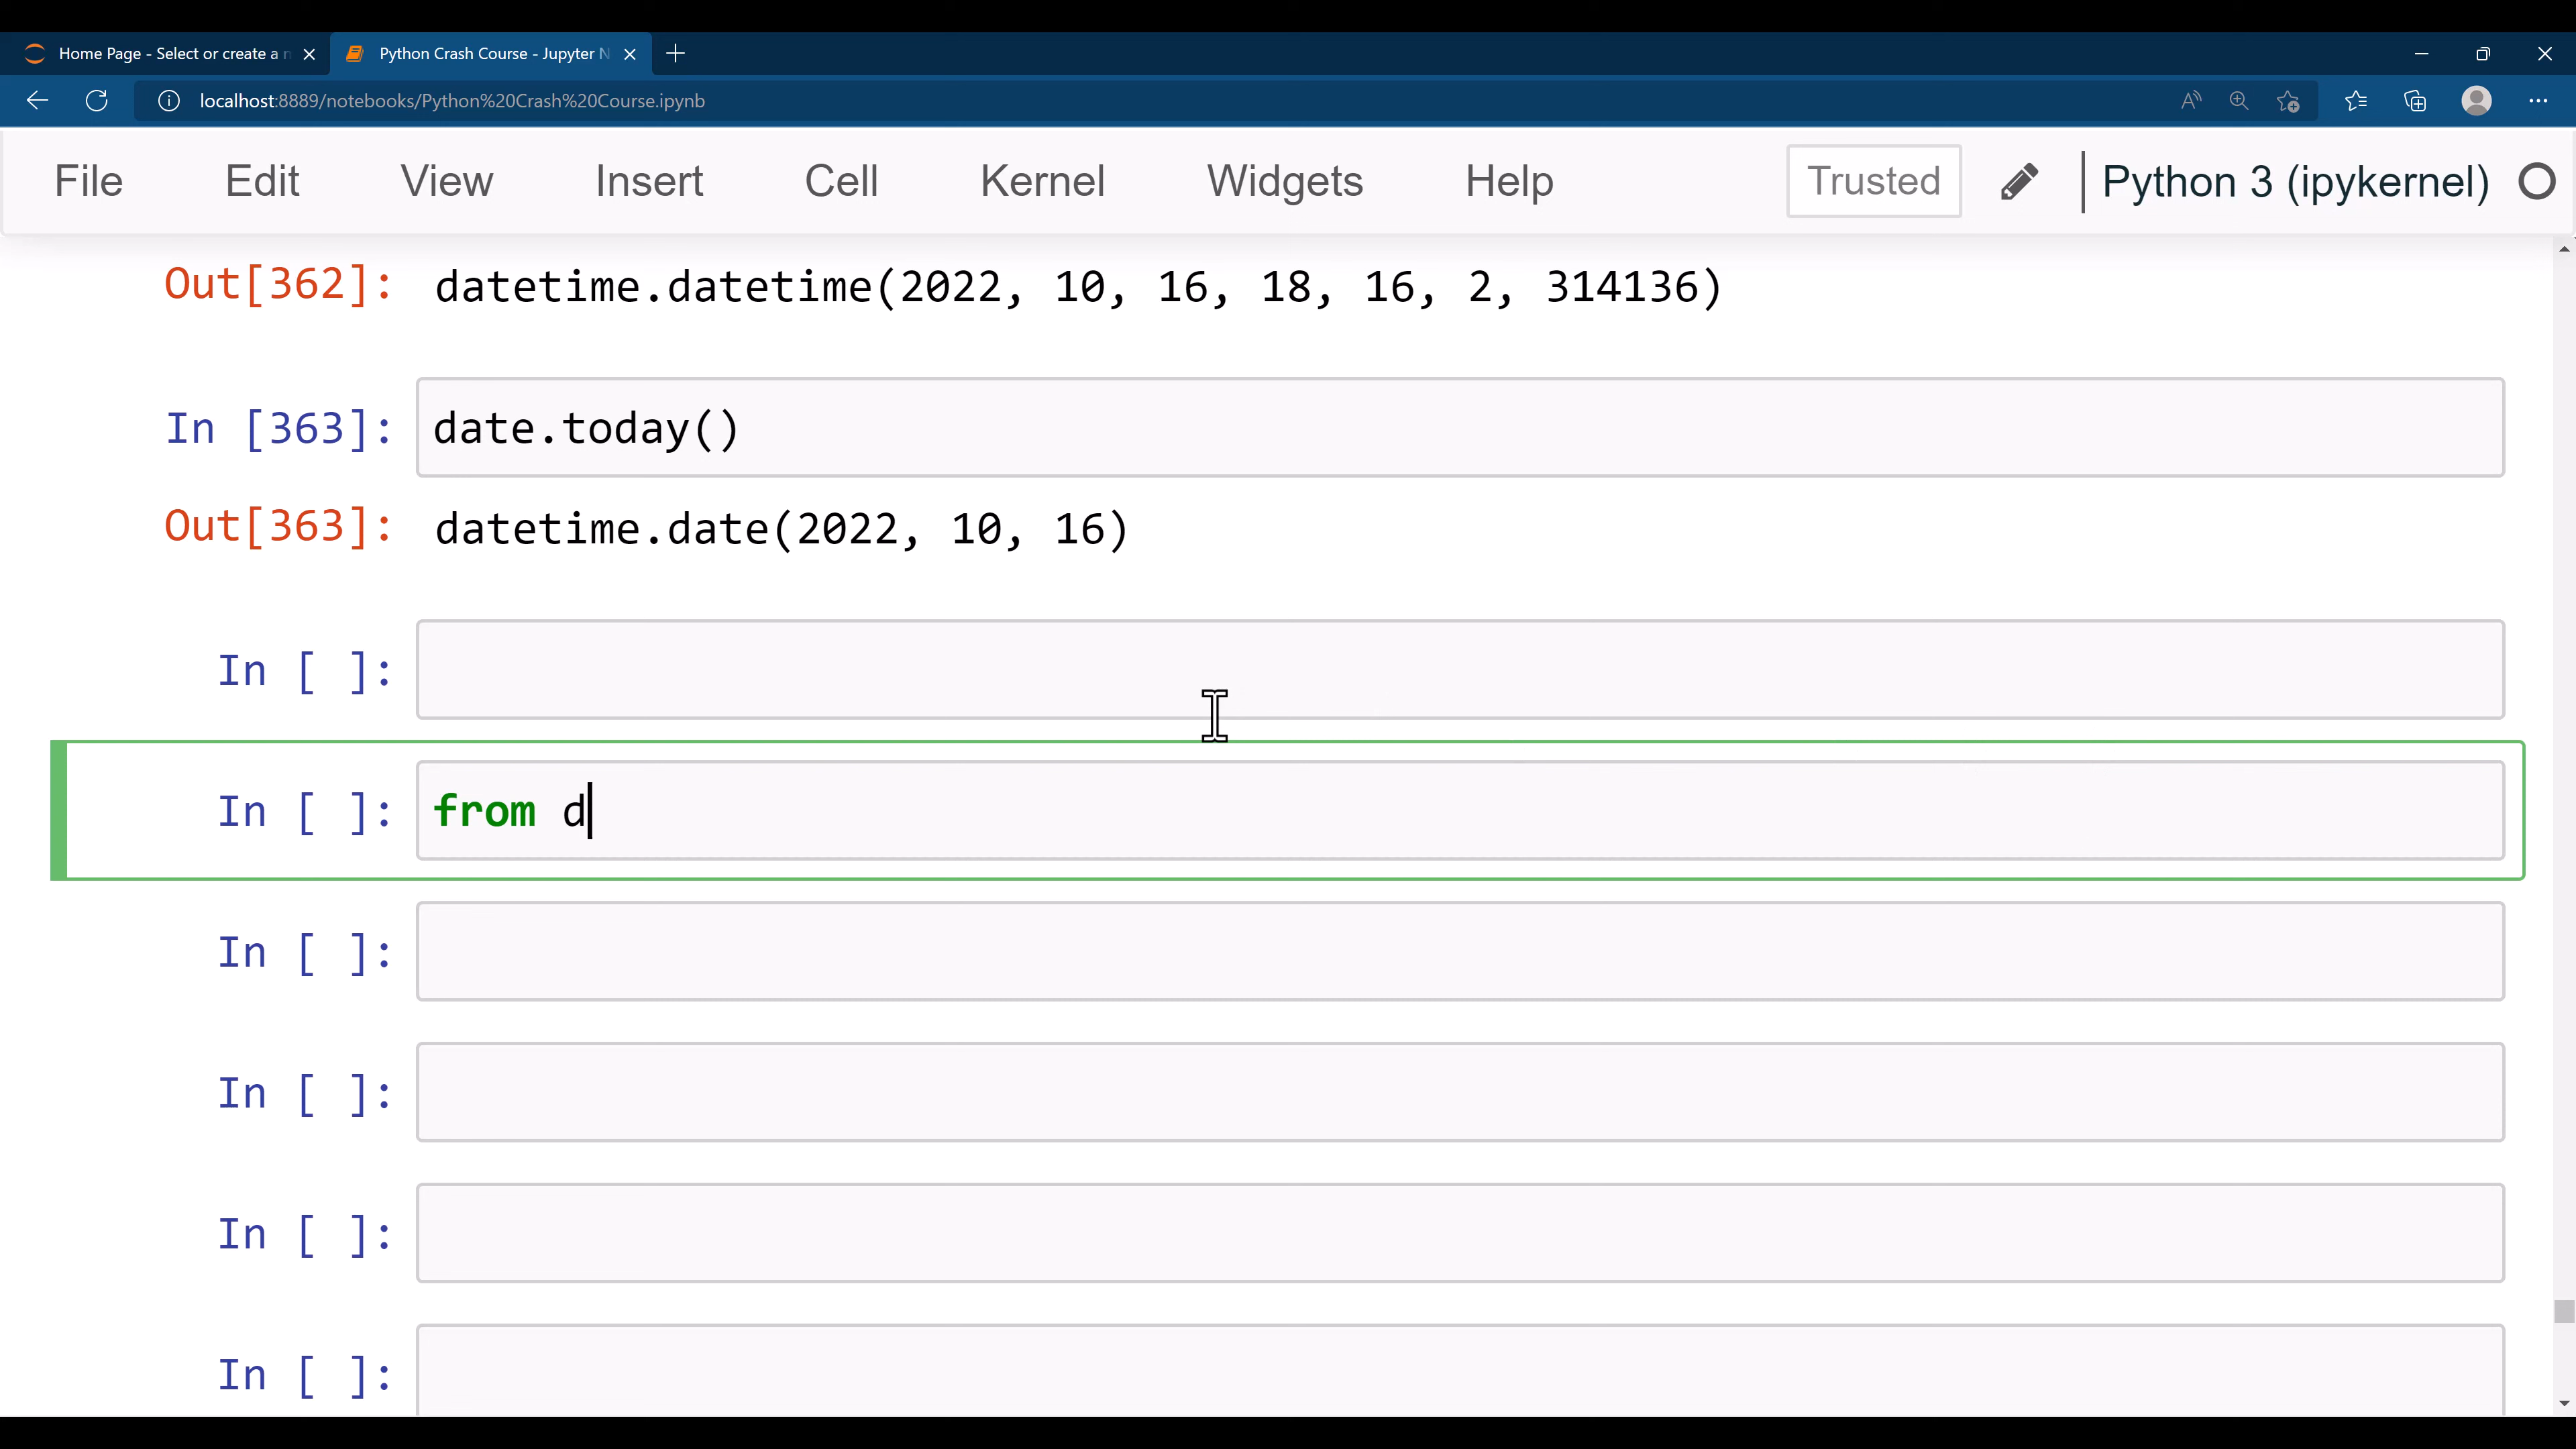 Home Page - Select or create a n
Python Crash Course - Jupyter N
localhost:8889/notebooks/Python%20Crash%20Course.ipynb
File Edit View Insert Cell Kernel Widgets Help Trusted Python 3 (ipykernel)
Out[362]: datetime.datetime(2022, 10, 16, 18, 16, 2, 314136)
In [363]: date.today()
Out[363]: datetime.date(2022, 10, 16)
In [ ]:
In [ ]: from d
In [ ]:
In [ ]:
In [ ]:
In [ ]: